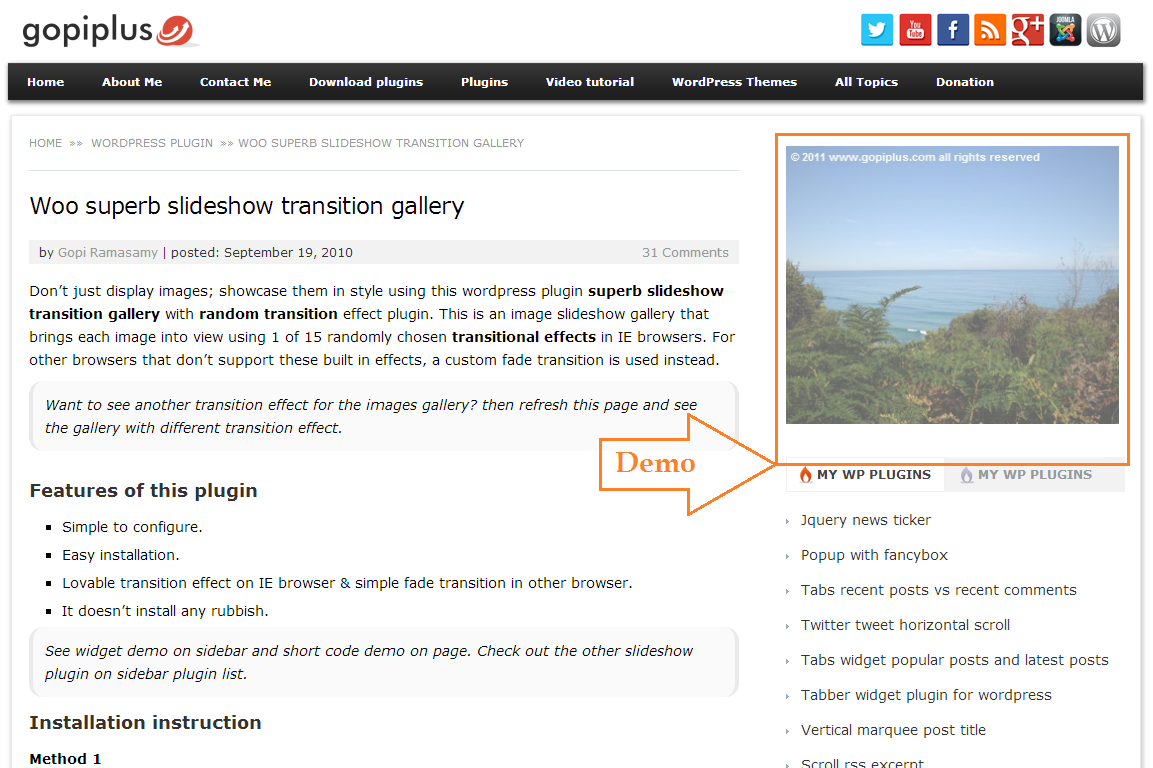 gopiplus
You
Tube
g+
JOOMLA
Home About Me Contact Me Download plugins Plugins Video tutorial WordPress Themes All Topics Donation
HOME »» WORDPRESS PLUGIN »» WOO SUPERB SLIDESHOW TRANSITION GALLERY
Woo superb slideshow transition gallery
by Gopi Ramasamy | posted: September 19, 2010 31 Comments
Don’t just display images; showcase them in style using this wordpress plugin superb slideshow
transition gallery with random transition effect plugin. This is an image slideshow gallery that
brings each image into view using 1 of 15 randomly chosen transitional effects in IE browsers. For
other browsers that don’t support these built in effects, a custom fade transition is used instead.
Want to see another transition effect for the images gallery? then refresh this page and see
the gallery with different transition effect.
Features of this plugin
Simple to configure.
Easy installation.
Lovable transition effect on IE browser & simple fade transition in other browser.
It doesn’t install any rubbish.
See widget demo on sidebar and short code demo on page. Check out the other slideshow
plugin on sidebar plugin list.
Installation instruction
Method 1
© 2011 www.gopiplus.com all rights reserved
Demo
MY WP PLUGINS MY WP PLUGINS
Jquery news ticker
Popup with fancybox
Tabs recent posts vs recent comments
Twitter tweet horizontal scroll
Tabs widget popular posts and latest posts
Tabber widget plugin for wordpress
Vertical marquee post title
Scroll rss excerpt